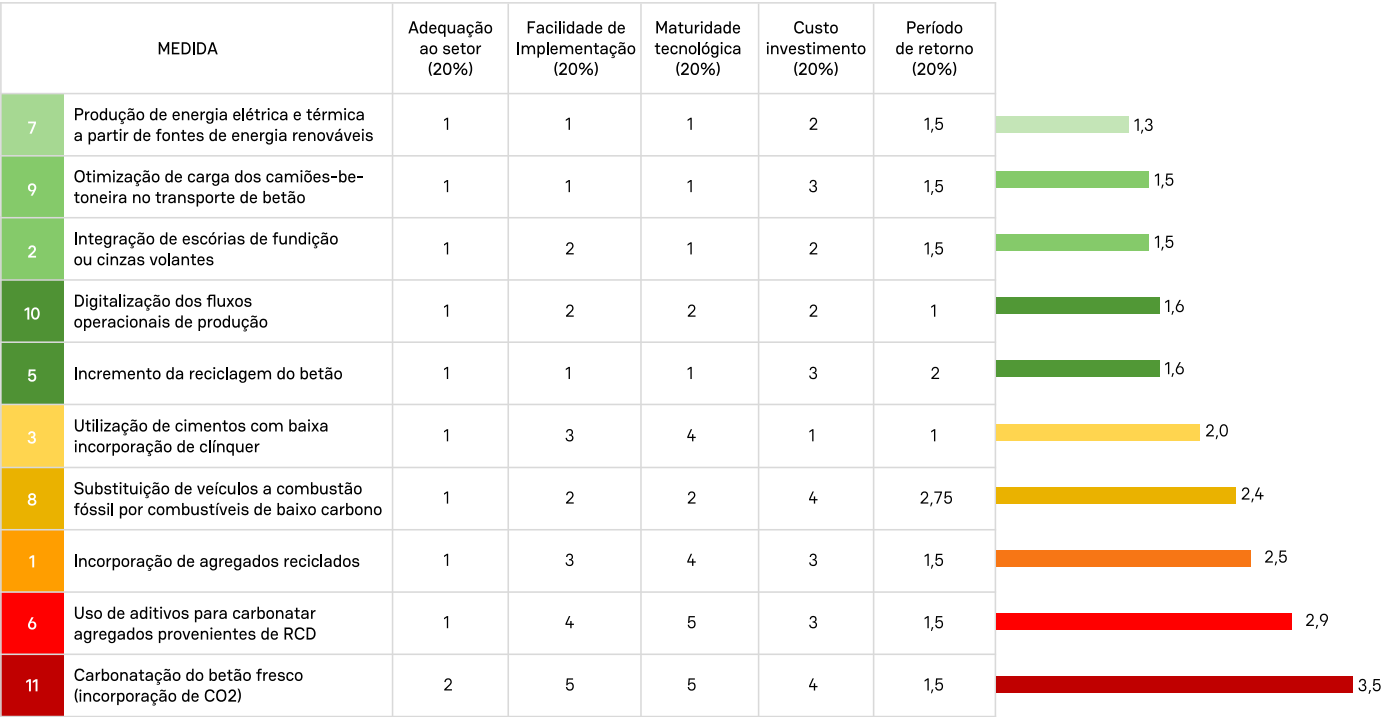 MEDIDA
Adequação
ao setor
(20%)
Facilidade de
Implementação
(20%)
Maturidade
tecnológica
(20%)
Custo
investimento
(20%)
Período
de retorno
(20%)
7
Produção de energia elétrica e térmica
a partir de fontes de energia renováveis
1
1
1
2
1,5
1,3
9
Otimização de carga dos camiões-be-
toneira no transporte de betão
1
1
1
3
1,5
1,5
2
Integração de escórias de fundição
ou cinzas volantes
1
2
1
2
1,5
1,5
10
Digitalização dos fluxos
operacionais de produção
1
2
2
2
1
1,6
5
Incremento da reciclagem do betão
1
1
1
3
2
1,6
3
Utilização de cimentos com baixa
incorporação de clínquer
1
3
4
1
1
2,0
8
Substituição de veículos a combustão
fóssil por combustíveis de baixo carbono
1
2
2
4
2,75
2,4
1
Incorporação de agregados reciclados
1
3
4
3
1,5
2,5
6
Uso de aditivos para carbonatar
agregados provenientes de RCD
1
4
5
3
1,5
2,9
11
Carbonatação do betão fresco
(incorporação de CO2)
2
5
5
4
1,5
3,5